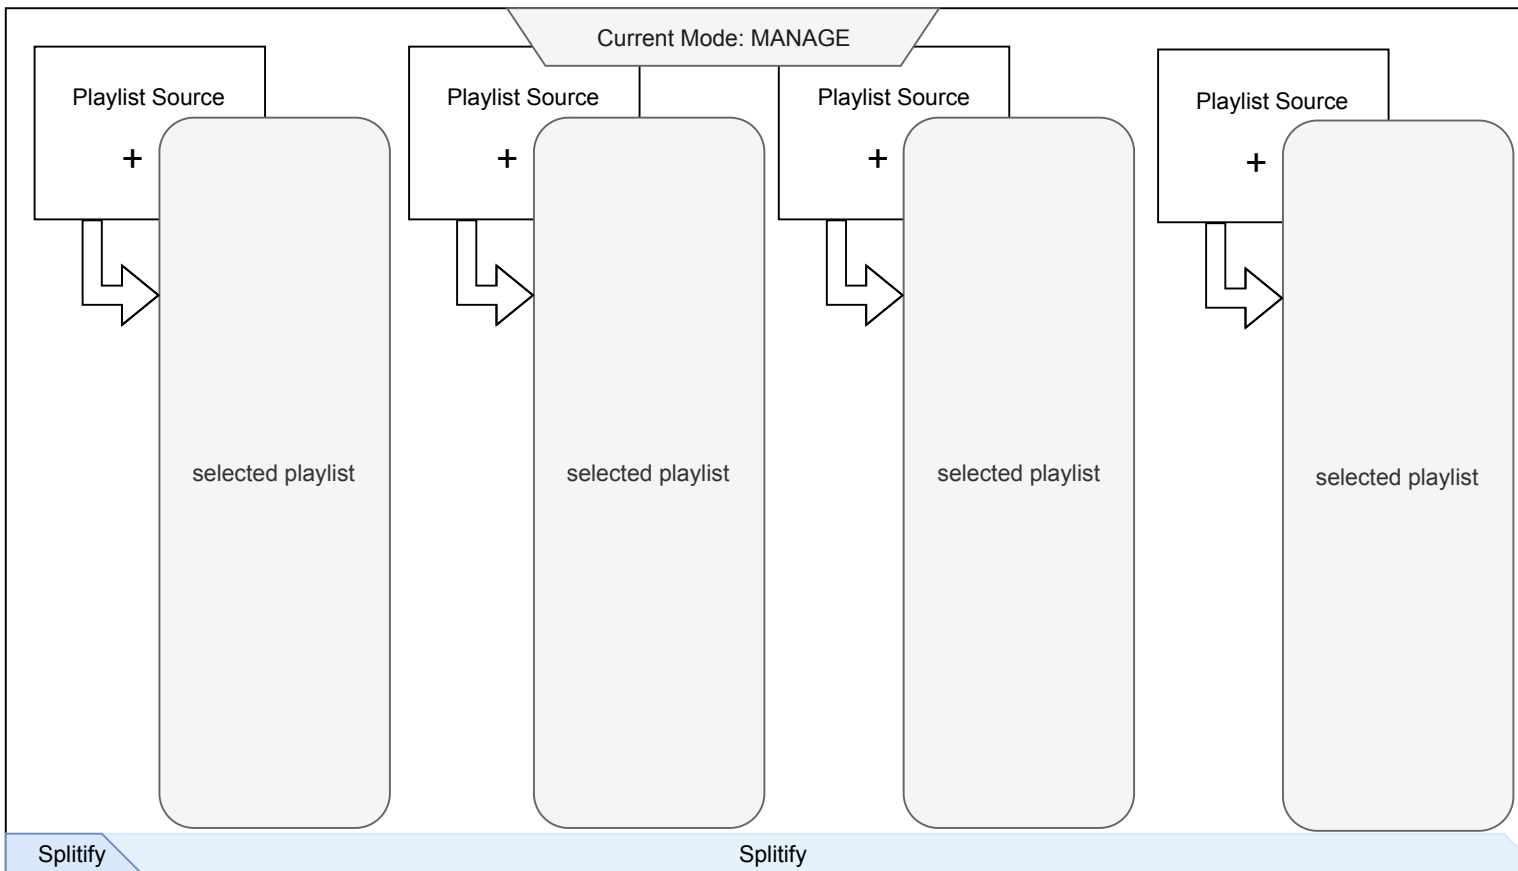 Current Mode: MANAGE
Playlist Source
+
Playlist Source
+
Playlist Source
+
Playlist Source
+
selected playlist
selected playlist
selected playlist
selected playlist
Splitify
Splitify